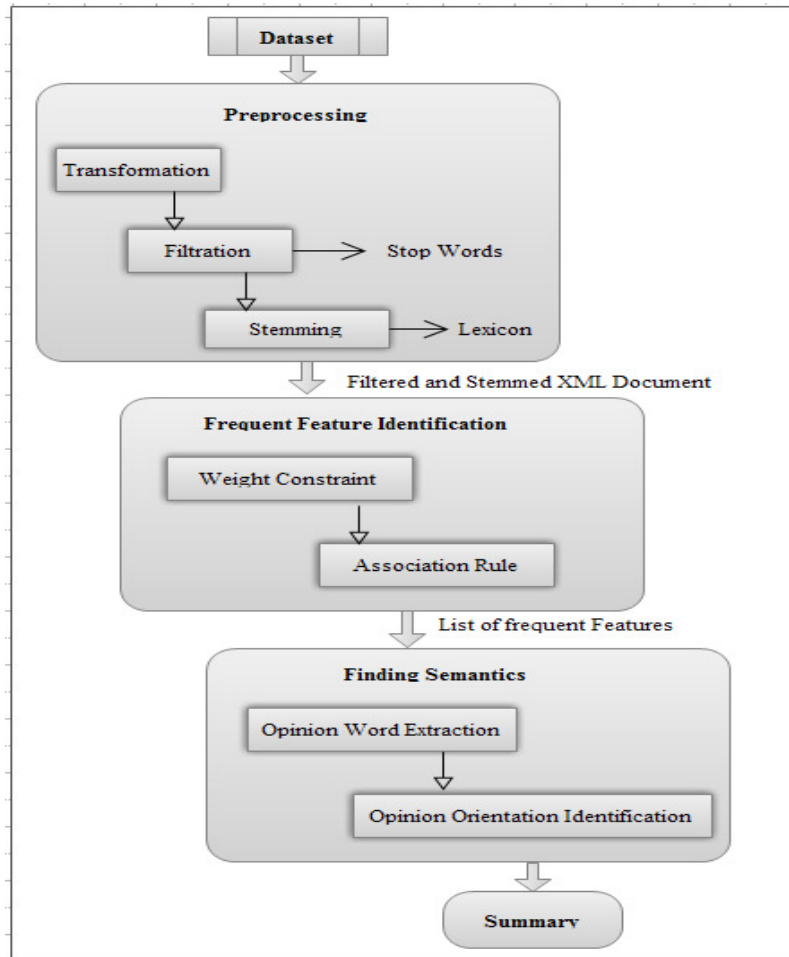 Dataset
Preprocessing
Transformation
Filtration
Stop Words
Stemming
Lexicon
Filtered and Stemmed XML Document
Frequent Feature Identification
Weight Constraint
Association Rule
List of frequent Features
Finding Semantics
Opinion Word Extraction
Opinion Orientation Identification
Summary